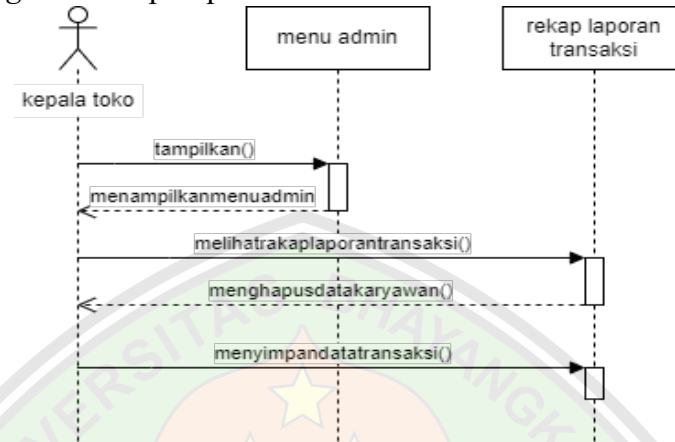 menu admin
rekap laporan
transaksi
kepala toko
tampilkan()
menampilkanmenuadmin
melihatrakaplaporantransaksi()
menghapusdatakaryawan()
menyimpandatatransaksi()